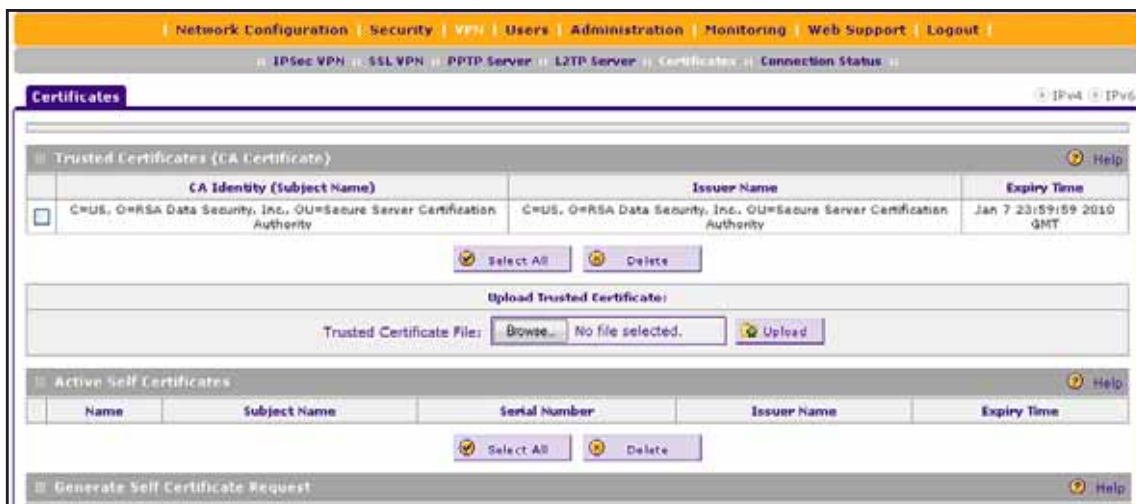 Network Configuration | Security | VPN | Users | Administration | Monitoring | Web Support | Logout
IPSec VPN :: SSL VPN :: PPTP Server :: L2TP Server :: Certificates :: Connection Status
Certificates
IPv4 IPv6
Trusted Certificates (CA Certificate)
Help
CA Identity (Subject Name) Issuer Name Expiry Time
C=US, O=RSA Data Security, Inc., OU=Secure Server Certification Authority
C=US, O=RSA Data Security, Inc., OU=Secure Server Certification Authority
Jan 7 23:59:59 2010 GMT
Select All Delete
Upload Trusted Certificate:
Trusted Certificate File: Browse... No file selected. Upload
Active Self Certificates
Help
Name Subject Name Serial Number Issuer Name Expiry Time
Select All Delete
Generate Self Certificate Request
Help